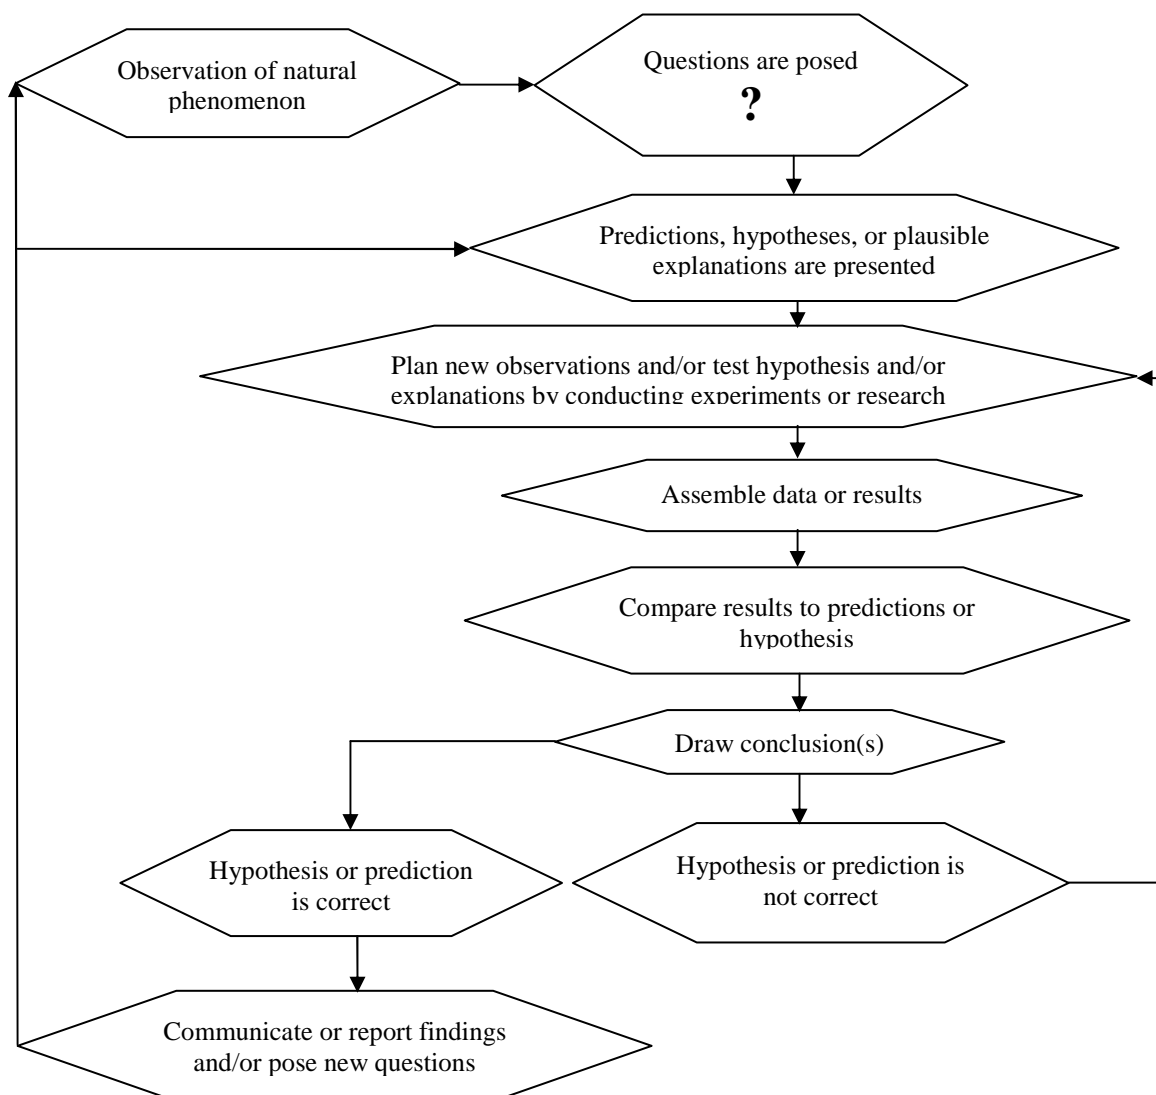 Observation of natural
phenomenon
Questions are posed
?
Predictions, hypotheses, or plausible
explanations are presented
Plan new observations and/or test hypothesis and/or
explanations by conducting experiments or research
Assemble data or results
Compare results to predictions or
hypothesis
Draw conclusion(s)
Hypothesis or prediction
is correct
Hypothesis or prediction is
not correct
Communicate or report findings
and/or pose new questions